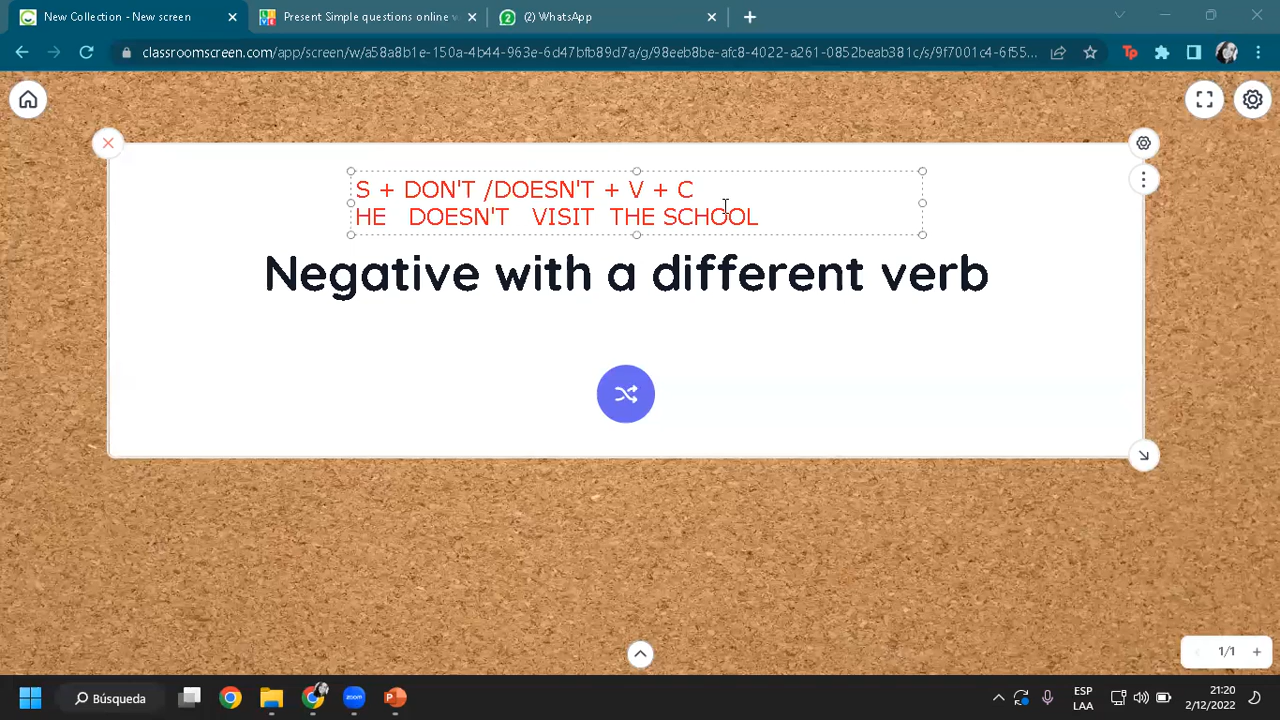 New Collection - New screen
Present Simple questions online
(2) WhatsApp
classroomscreen.com/app/screen/w/a58a8b1e-150a-4b44-963e-6d47bfb89d7a/g/98eeb8be-afc8-4022-a261-0852beab381c/s/9f7001c4-6f55...
S + DON'T /DOESN'T + V + C
HE DOESN'T VISIT THE SCHOOL
Negative with a different verb
1/1
Búsqueda
zoom
ESP
LAA
21:20
2/12/2022